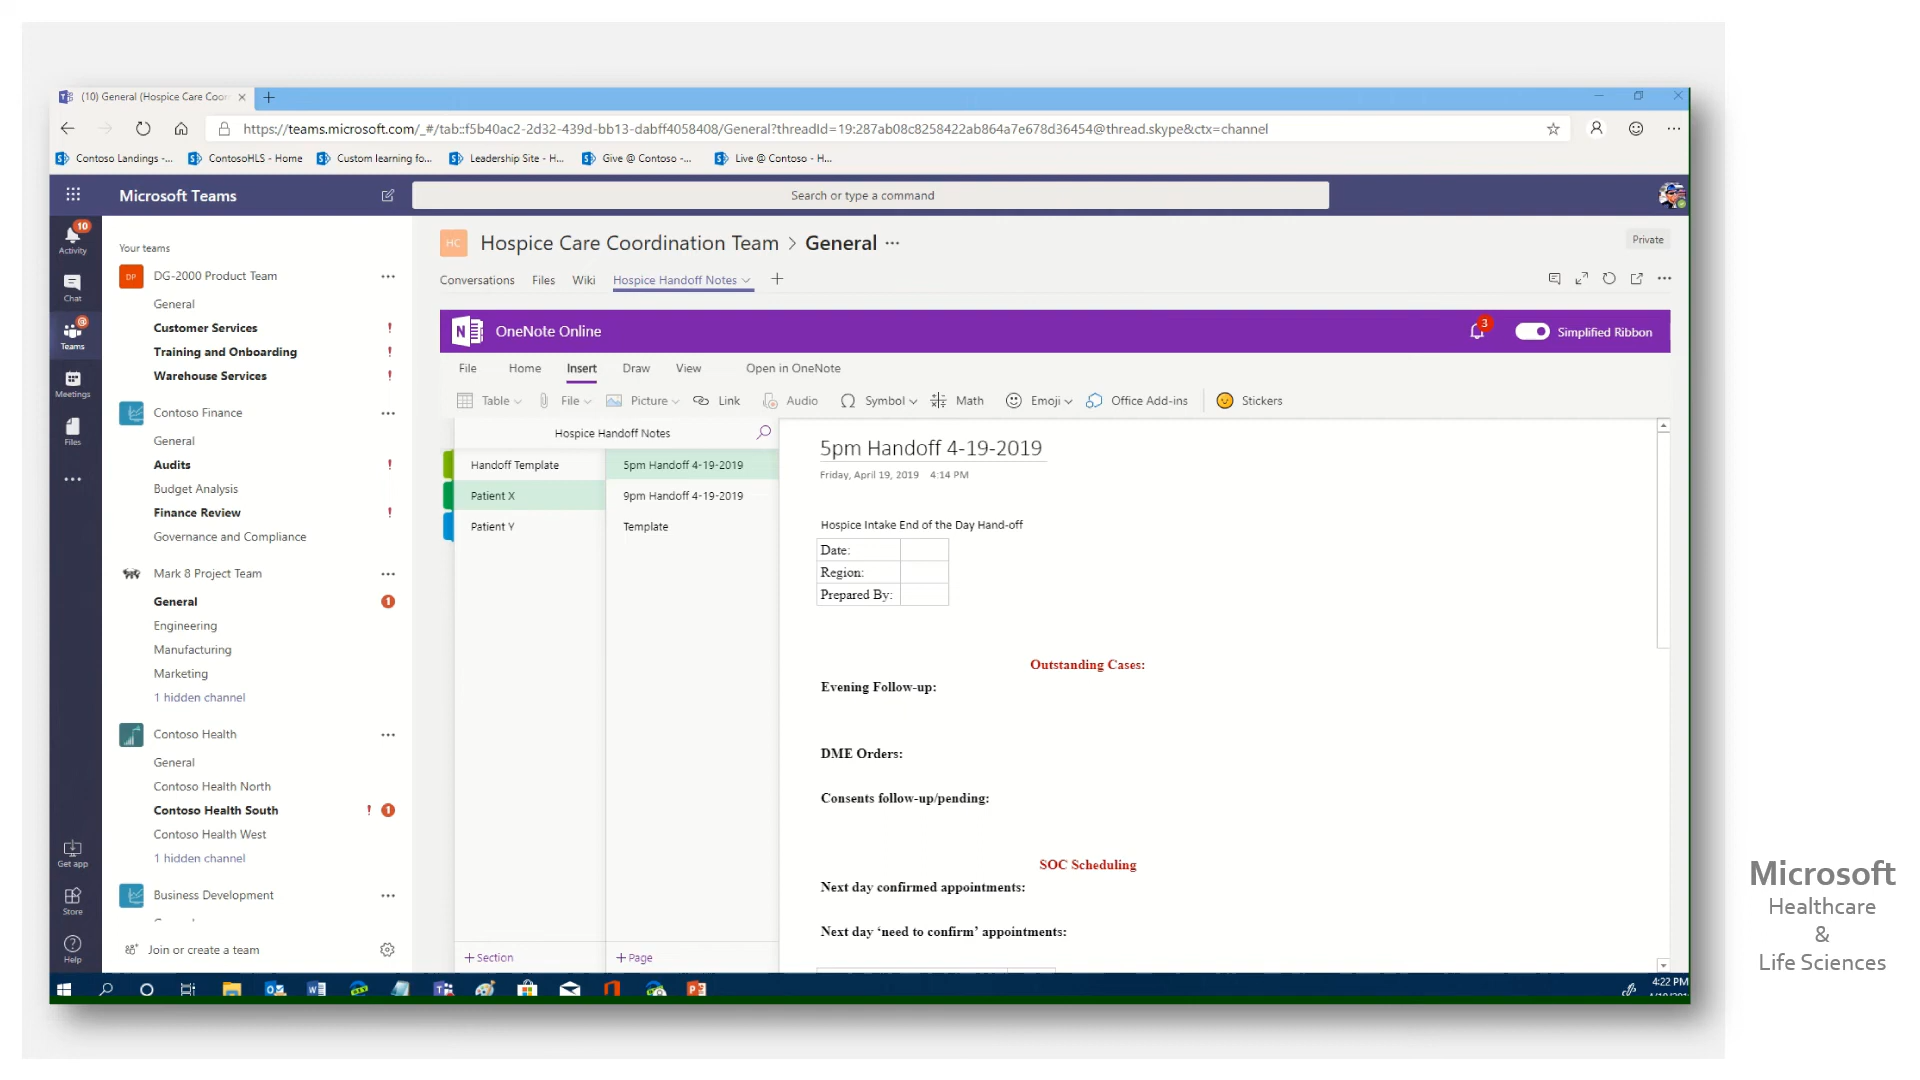 (10) General (Hospice Care Coor
https://teams.microsoft.com/_#/tab:f5b40ac2-2d32-439d-bb13-dabff4058408/General?threadId=19:287ab08c8258422ab864a7e678d36454@thread.skype&ctx=channel
Contoso Landings -... ContosoHLS - Home Custom learning fo... Leadership Site - H... Give @ Contoso -... Live @ Contoso - H...
Microsoft Teams
Search or type a command
10
Activity
Chat
Teams
Meetings
Files
Get app
Store
Help
Your teams
DP DG-2000 Product Team
General
Customer Services !
Training and Onboarding !
Warehouse Services !
Contoso Finance
General
Audits !
Budget Analysis
Finance Review !
Governance and Compliance
Mark 8 Project Team
General 1
Engineering
Manufacturing
Marketing
1 hidden channel
Contoso Health
General
Contoso Health North
Contoso Health South ! 1
Contoso Health West
1 hidden channel
Business Development
Join or create a team
HC Hospice Care Coordination Team > General ···
Private
Conversations Files Wiki Hospice Handoff Notes
OneNote Online
3
Simplified Ribbon
File Home Insert Draw View Open in OneNote
Table File Picture Link Audio Symbol Math Emoji Office Add-ins Stickers
Hospice Handoff Notes
Handoff Template
Patient X
Patient Y
+ Section
5pm Handoff 4-19-2019
9pm Handoff 4-19-2019
Template
+ Page
5pm Handoff 4-19-2019
Friday, April 19, 2019 4:14 PM
Hospice Intake End of the Day Hand-off
Date:
Region:
Prepared By:
Outstanding Cases:
Evening Follow-up:
DME Orders:
Consents follow-up/pending:
SOC Scheduling
Next day confirmed appointments:
Next day ‘need to confirm’ appointments:
4:22 PM
Microsoft
Healthcare
&
Life Sciences